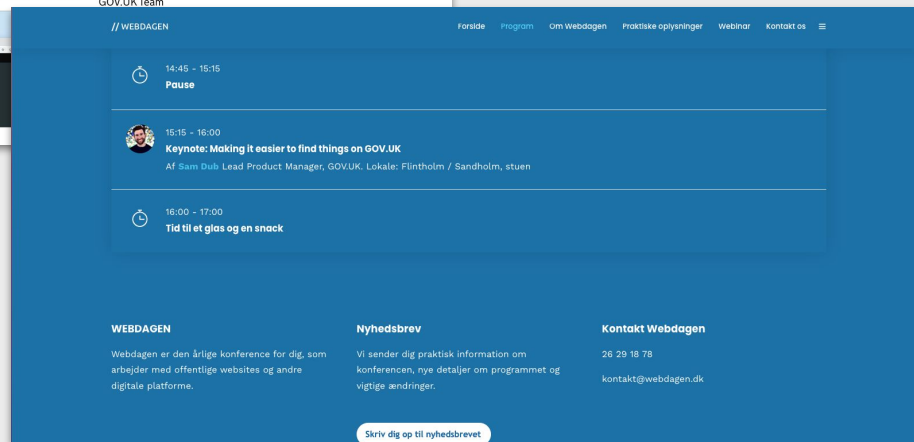 GOV.UK Team
// WEBDAGEN
Forside Program Om Webdagen Praktiske oplysninger Webinar Kontakt os
14:45 - 15:15
Pause
15:15 - 16:00
Keynote: Making it easier to find things on GOV.UK
Af Sam Dub Lead Product Manager, GOV.UK. Lokale: Flintholm / Sandholm, stuen
16:00 - 17:00
Tid til et glas og en snack
WEBDAGEN
Webdagen er den årlige konference for dig, som
arbejder med offentlige websites og andre
digitale platforme.
Nyhedsbrev
Vi sender dig praktisk information om
konferencen, nye detaljer om programmet og
vigtige ændringer.
Skriv dig op til nyhedsbrevet
Kontakt Webdagen
26 29 18 78
kontakt@webdagen.dk